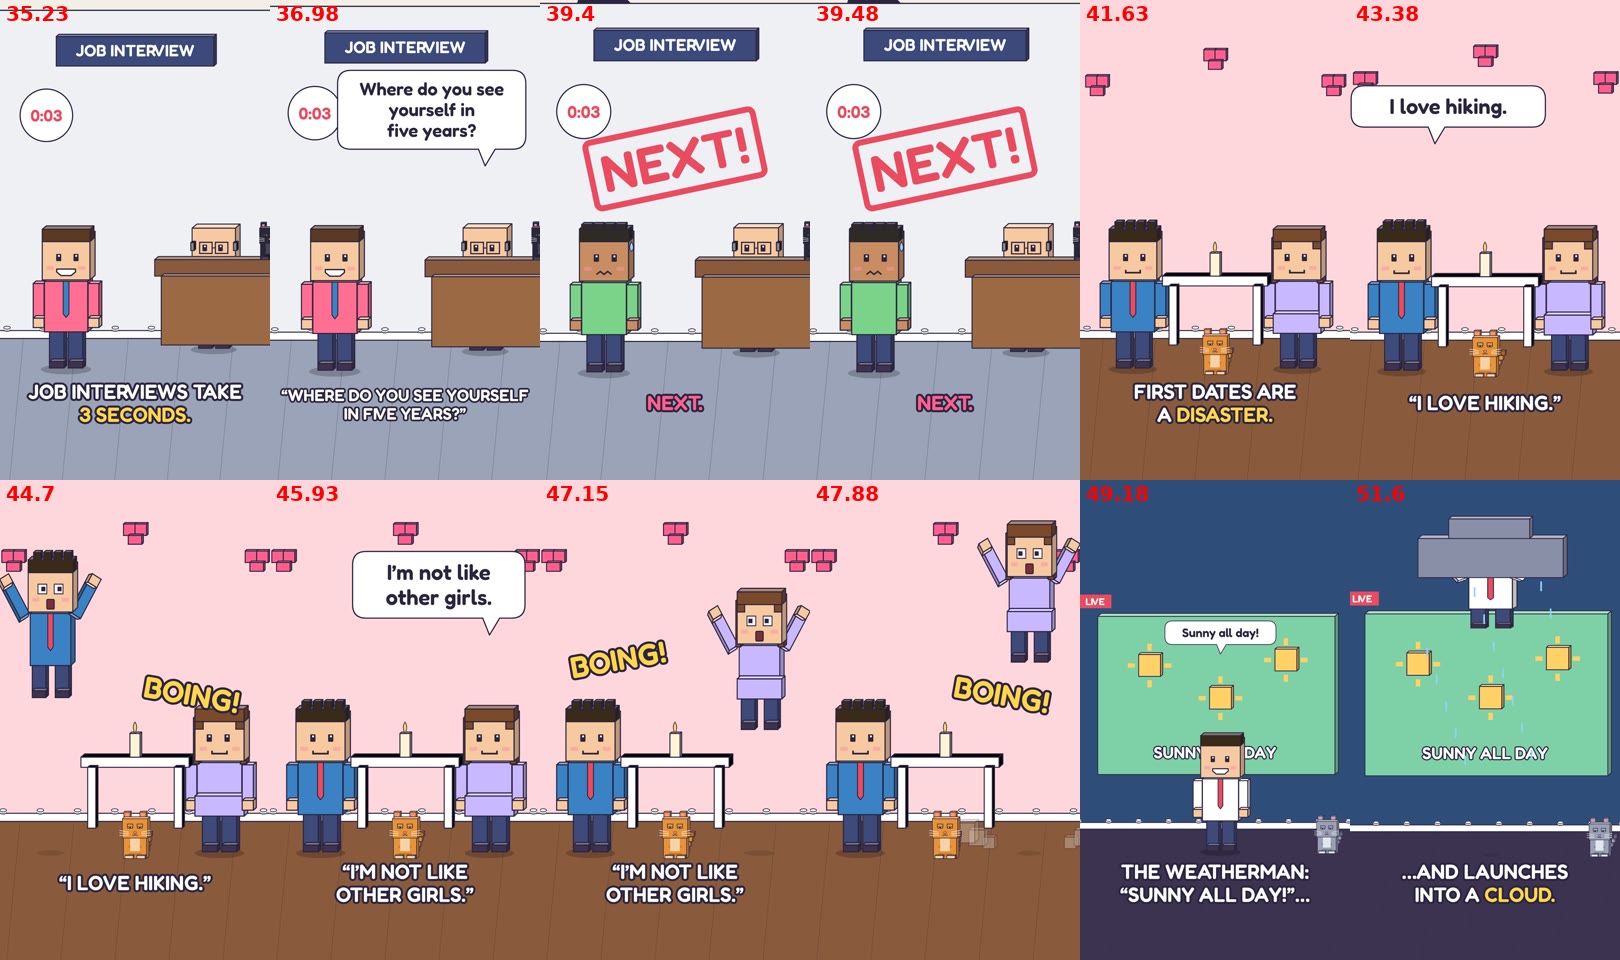 35.23
JOB INTERVIEW
0:03
JOB INTERVIEWS TAKE
3 SECONDS.
36.98
JOB INTERVIEW
0:03
Where do you see
yourself in
five years?
“WHERE DO YOU SEE YOURSELF
IN FIVE YEARS?”
39.4
JOB INTERVIEW
0:03
NEXT!
NEXT.
39.48
JOB INTERVIEW
0:03
NEXT!
NEXT.
41.63
FIRST DATES ARE
A DISASTER.
43.38
I love hiking.
“I LOVE HIKING.”
44.7
BOING!
“I LOVE HIKING.”
45.93
I’m not like
other girls.
“I’M NOT LIKE
OTHER GIRLS.”
47.15
BOING!
“I’M NOT LIKE
OTHER GIRLS.”
47.88
BOING!
49.18
LIVE
Sunny all day!
SUNNY DAY
THE WEATHERMAN:
“SUNNY ALL DAY!”...
51.6
LIVE
SUNNY ALL DAY
...AND LAUNCHES
INTO A CLOUD.